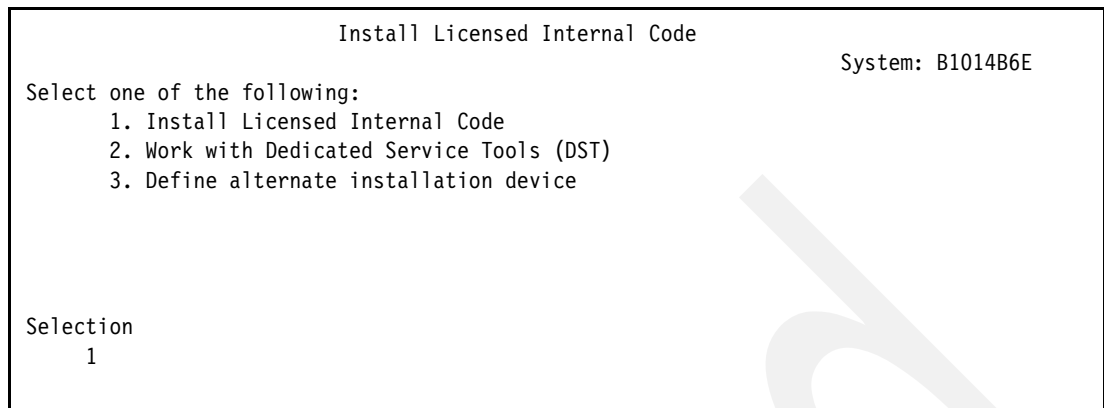 Install Licensed Internal Code
System: B1014B6E
Select one of the following:
1. Install Licensed Internal Code
2. Work with Dedicated Service Tools (DST)
3. Define alternate installation device
Selection
1